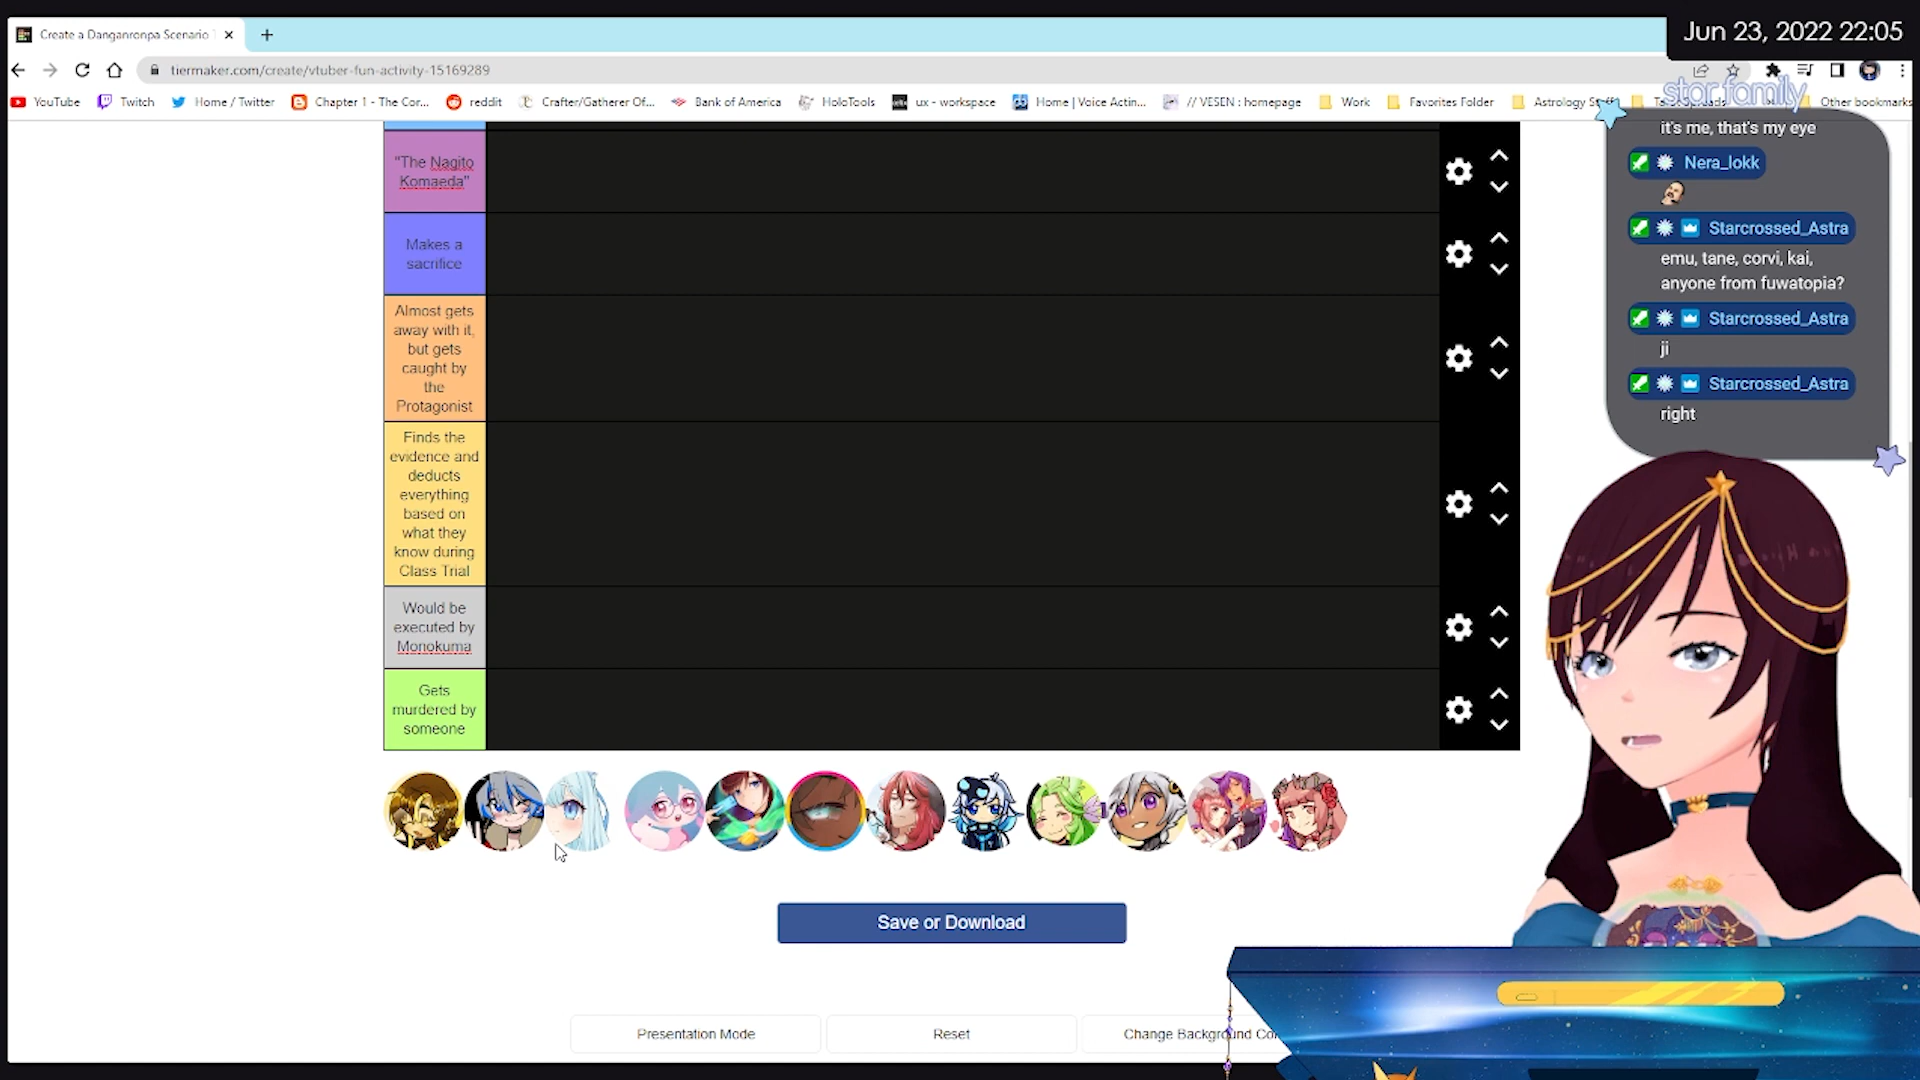 Create a Danganronpa Scenario
Jun 23, 2022 22:05
tiermaker.com/create/vtuber-fun-activity-15169289
YouTube Twitch Home / Twitter Chapter 1 - The Cor... reddit Crafter/Gatherer Of... Bank of America HoloTools ux - workspace Home | Voice Actin... // VESEN : homepage Work Favorites Folder Astrology Other bookmarks
star family
it's me, that's my eye
Nera_lokk
Starcrossed_Astra
emu, tane, corvi, kai,
anyone from fuwatopia?
Starcrossed_Astra
ji
Starcrossed_Astra
right
"The Nagito
Komaeda"
Makes a
sacrifice
Almost gets
away with it,
but gets
caught by
the
Protagonist
Finds the
evidence and
deducts
everything
based on
what they
know during
Class Trial
Would be
executed by
Monokuma
Gets
murdered by
someone
Save or Download
Presentation Mode
Reset
Change Background